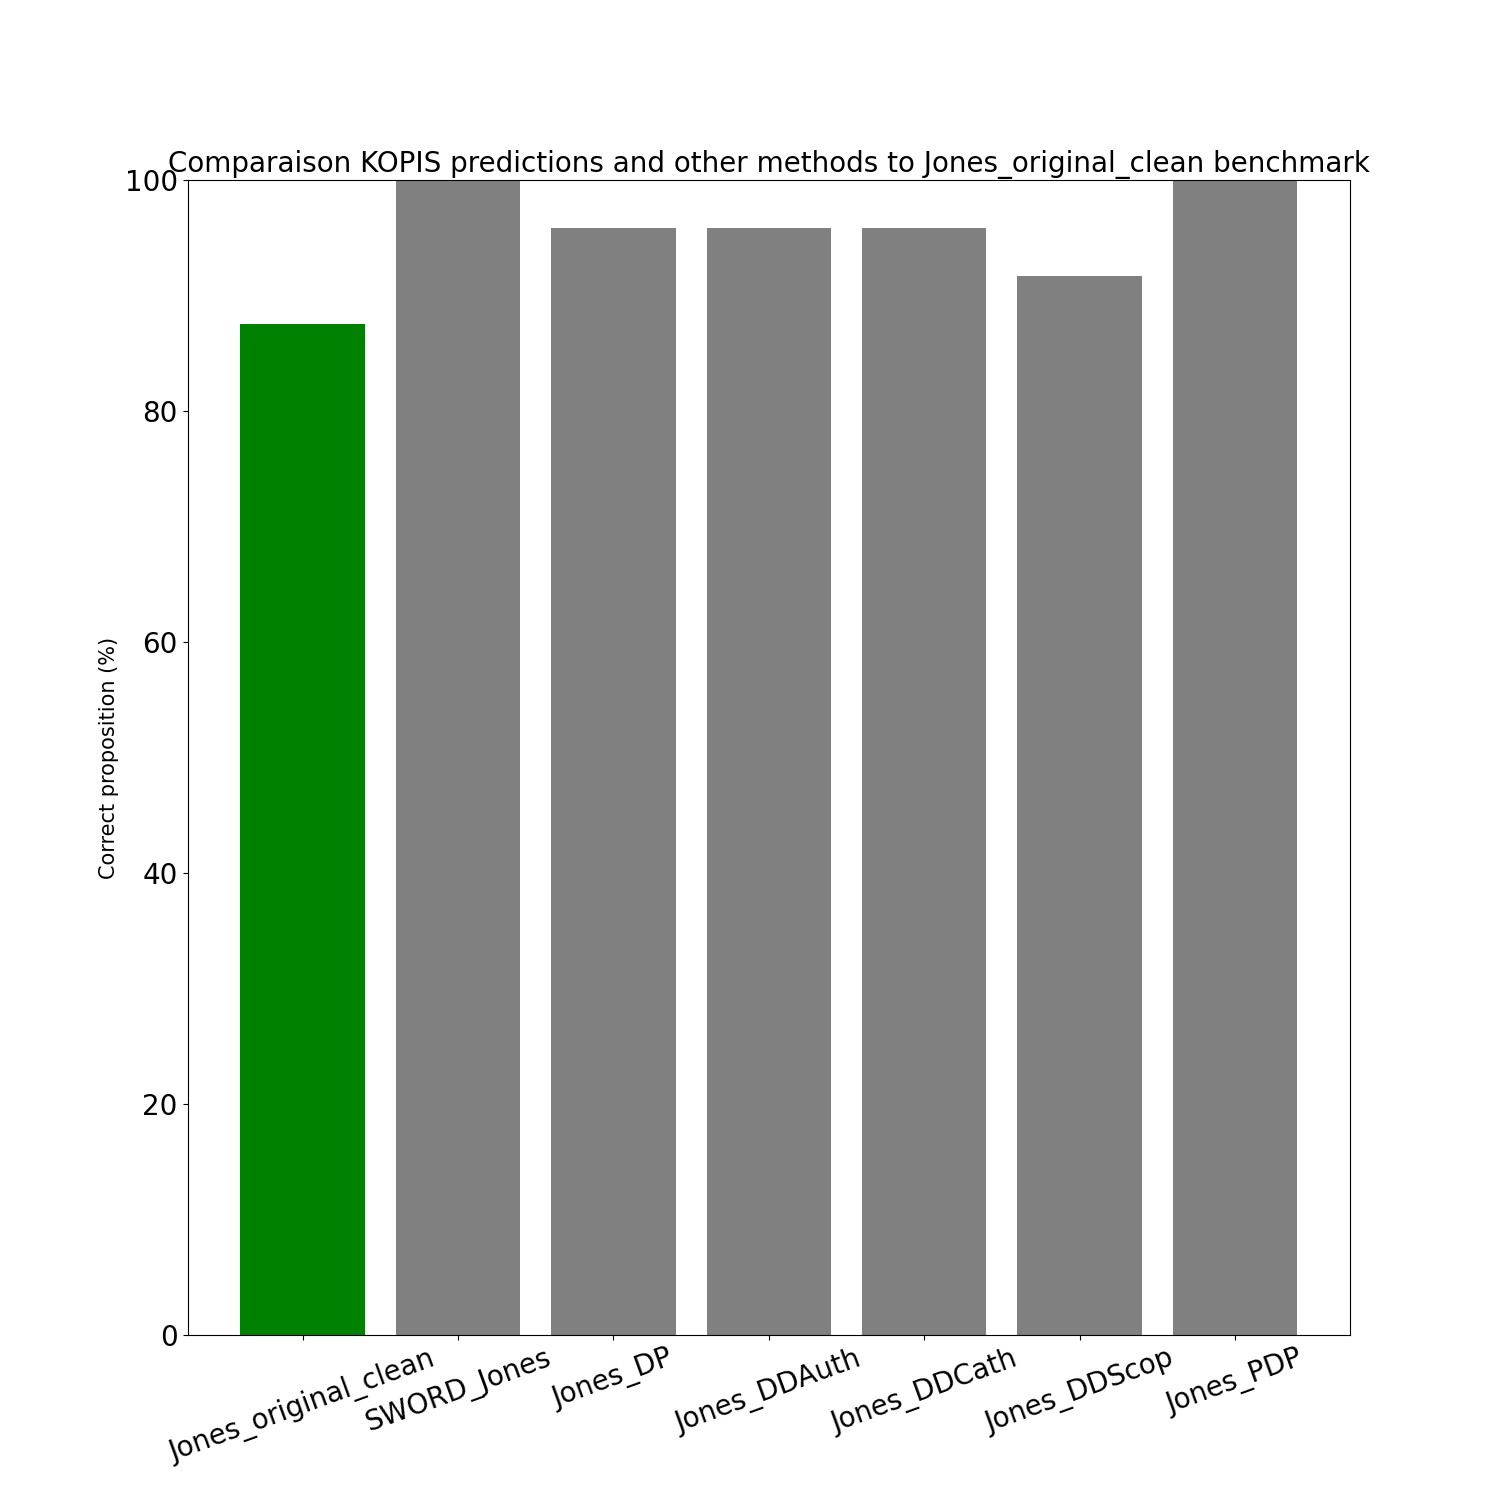 Comparaison KOPIS predictions and other methods to Jones_original_clean benchmark
100
80
60
40
20
0
Correct proposition (%)
Jones_original_clean
SWORD_Jones
Jones_DP
Jones_DDAuth
Jones_DDCath
Jones_DDScop
Jones_PDP